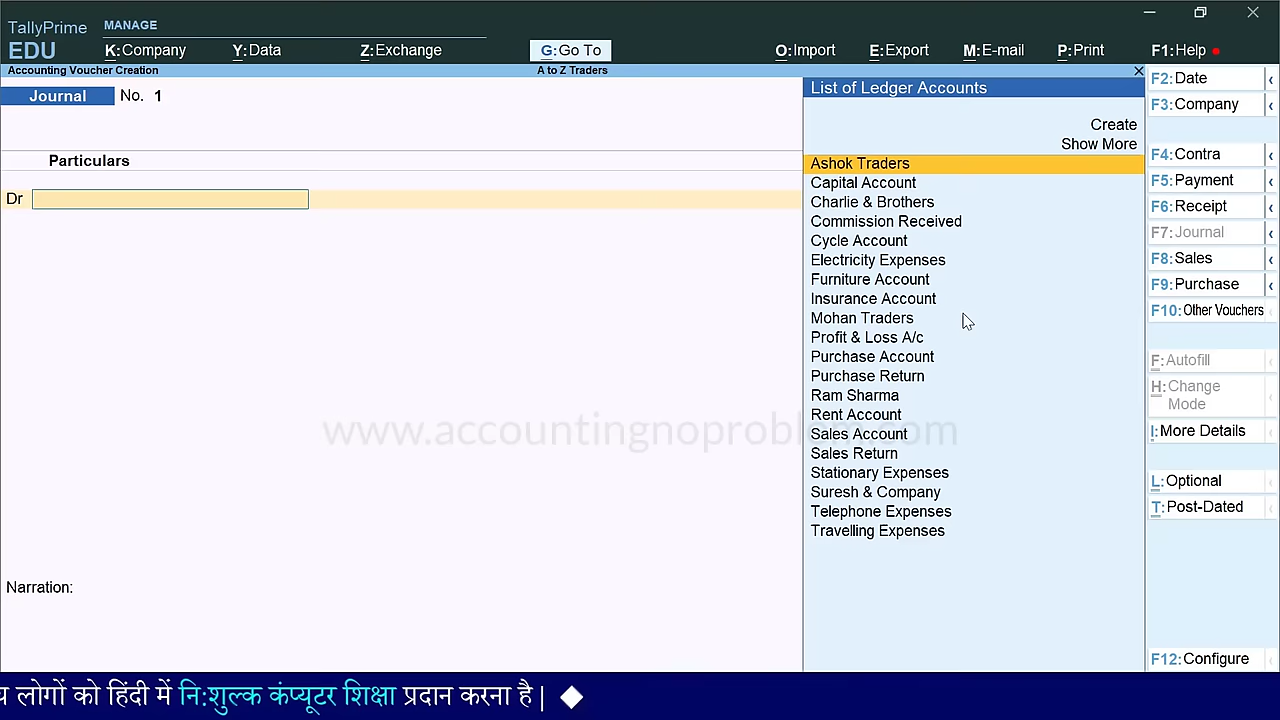 TallyPrime
EDU
MANAGE
K:Company
Y:Data
Z:Exchange
G:Go To
O:Import
E:Export
M:E-mail
P:Print
F1:Help
Accounting Voucher Creation
A to Z Traders
Journal No. 1
Particulars
Dr
Narration:
List of Ledger Accounts
Create
Show More
Ashok Traders
Capital Account
Charlie & Brothers
Commission Received
Cycle Account
Electricity Expenses
Furniture Account
Insurance Account
Mohan Traders
Profit & Loss A/c
Purchase Account
Purchase Return
Ram Sharma
Rent Account
Sales Account
Sales Return
Stationary Expenses
Suresh & Company
Telephone Expenses
Travelling Expenses
F2:Date
F3:Company
F4:Contra
F5:Payment
F6:Receipt
F7:Journal
F8:Sales
F9:Purchase
F10:Other Vouchers
F:Autofill
H:Change
Mode
I:More Details
L:Optional
T:Post-Dated
F12:Configure
www.accountingnoproblem.com
लोगों को हिंदी में नि:शुल्क कंप्यूटर शिक्षा प्रदान करना है |